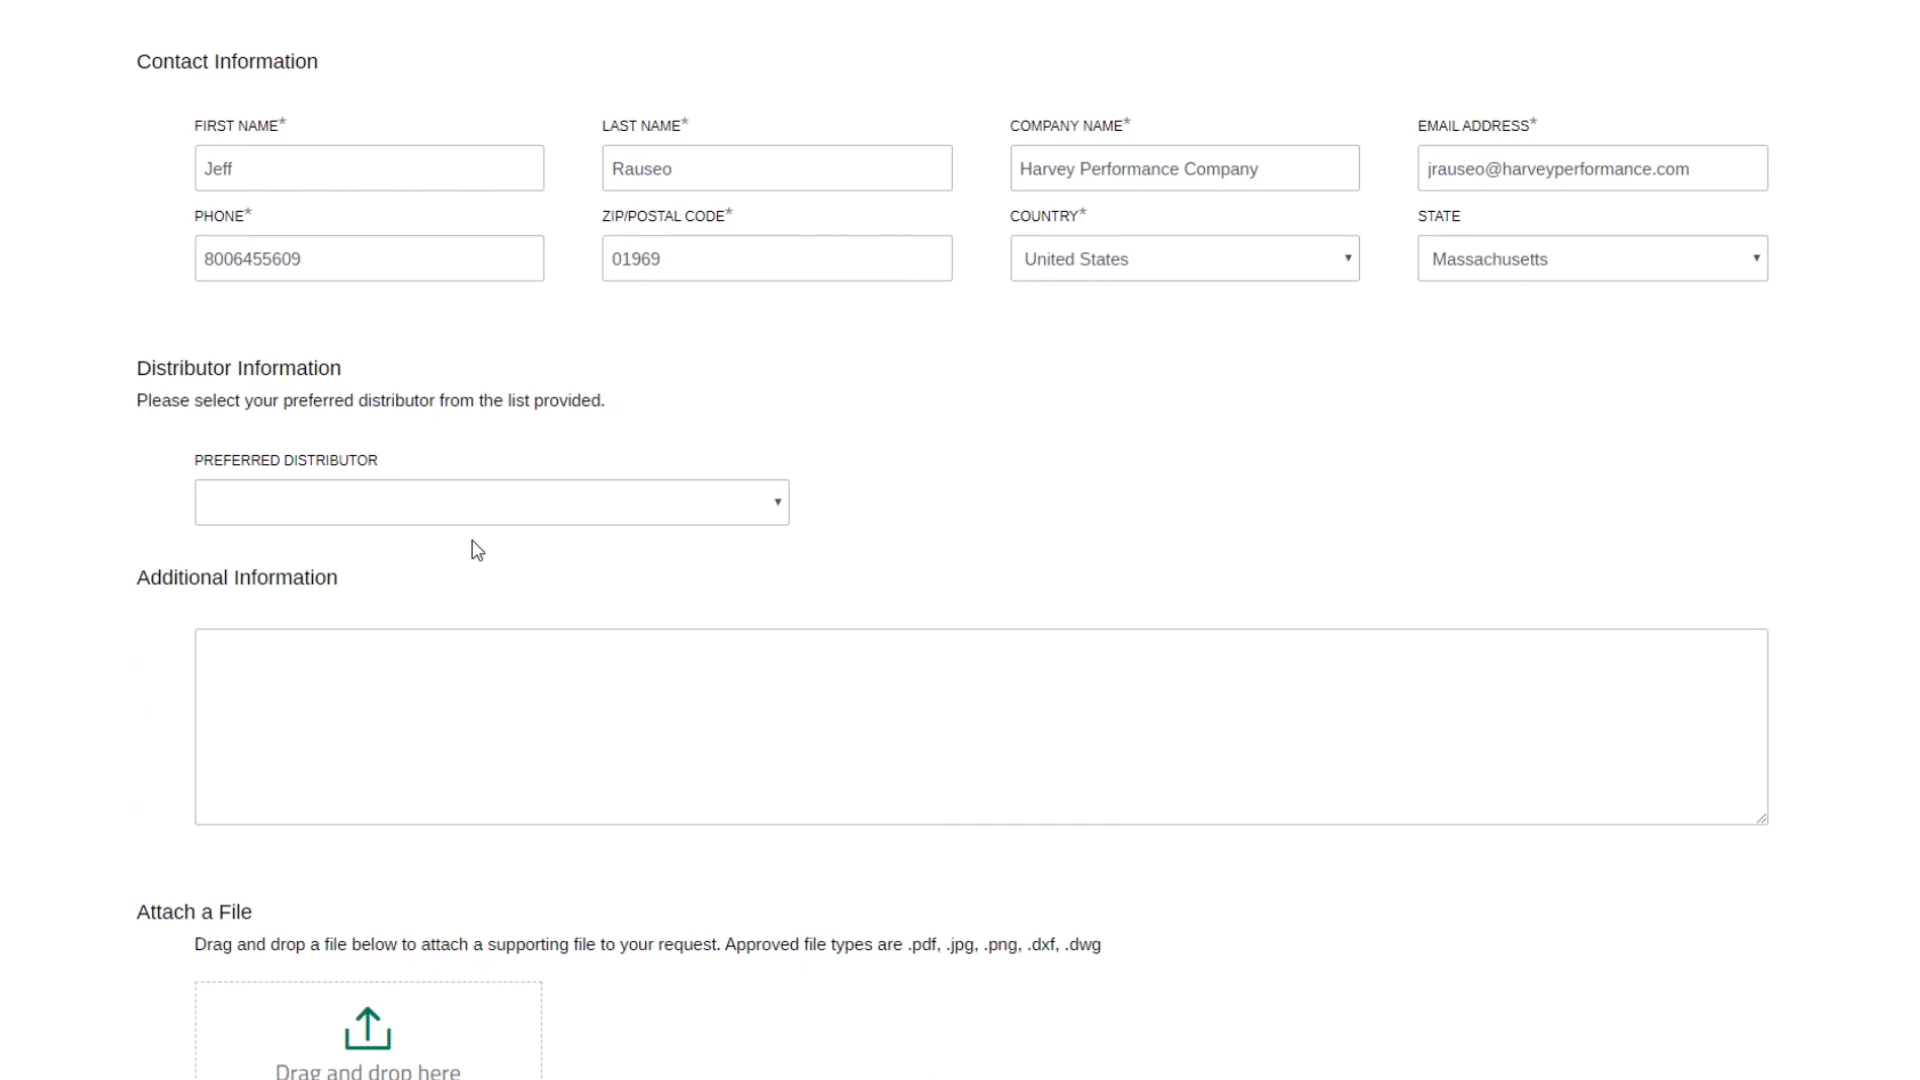 Contact Information
FIRST NAME* LAST NAME* COMPANY NAME* EMAIL ADDRESS*
Jeff Rauseo Harvey Performance Company jrauseo@harveyperformance.com
PHONE* ZIP/POSTAL CODE* COUNTRY* STATE
8006455609 01969 United States Massachusetts
Distributor Information
Please select your preferred distributor from the list provided.
PREFERRED DISTRIBUTOR
Additional Information
Attach a File
Drag and drop a file below to attach a supporting file to your request. Approved file types are .pdf, .jpg, .png, .dxf, .dwg
Drag and drop here